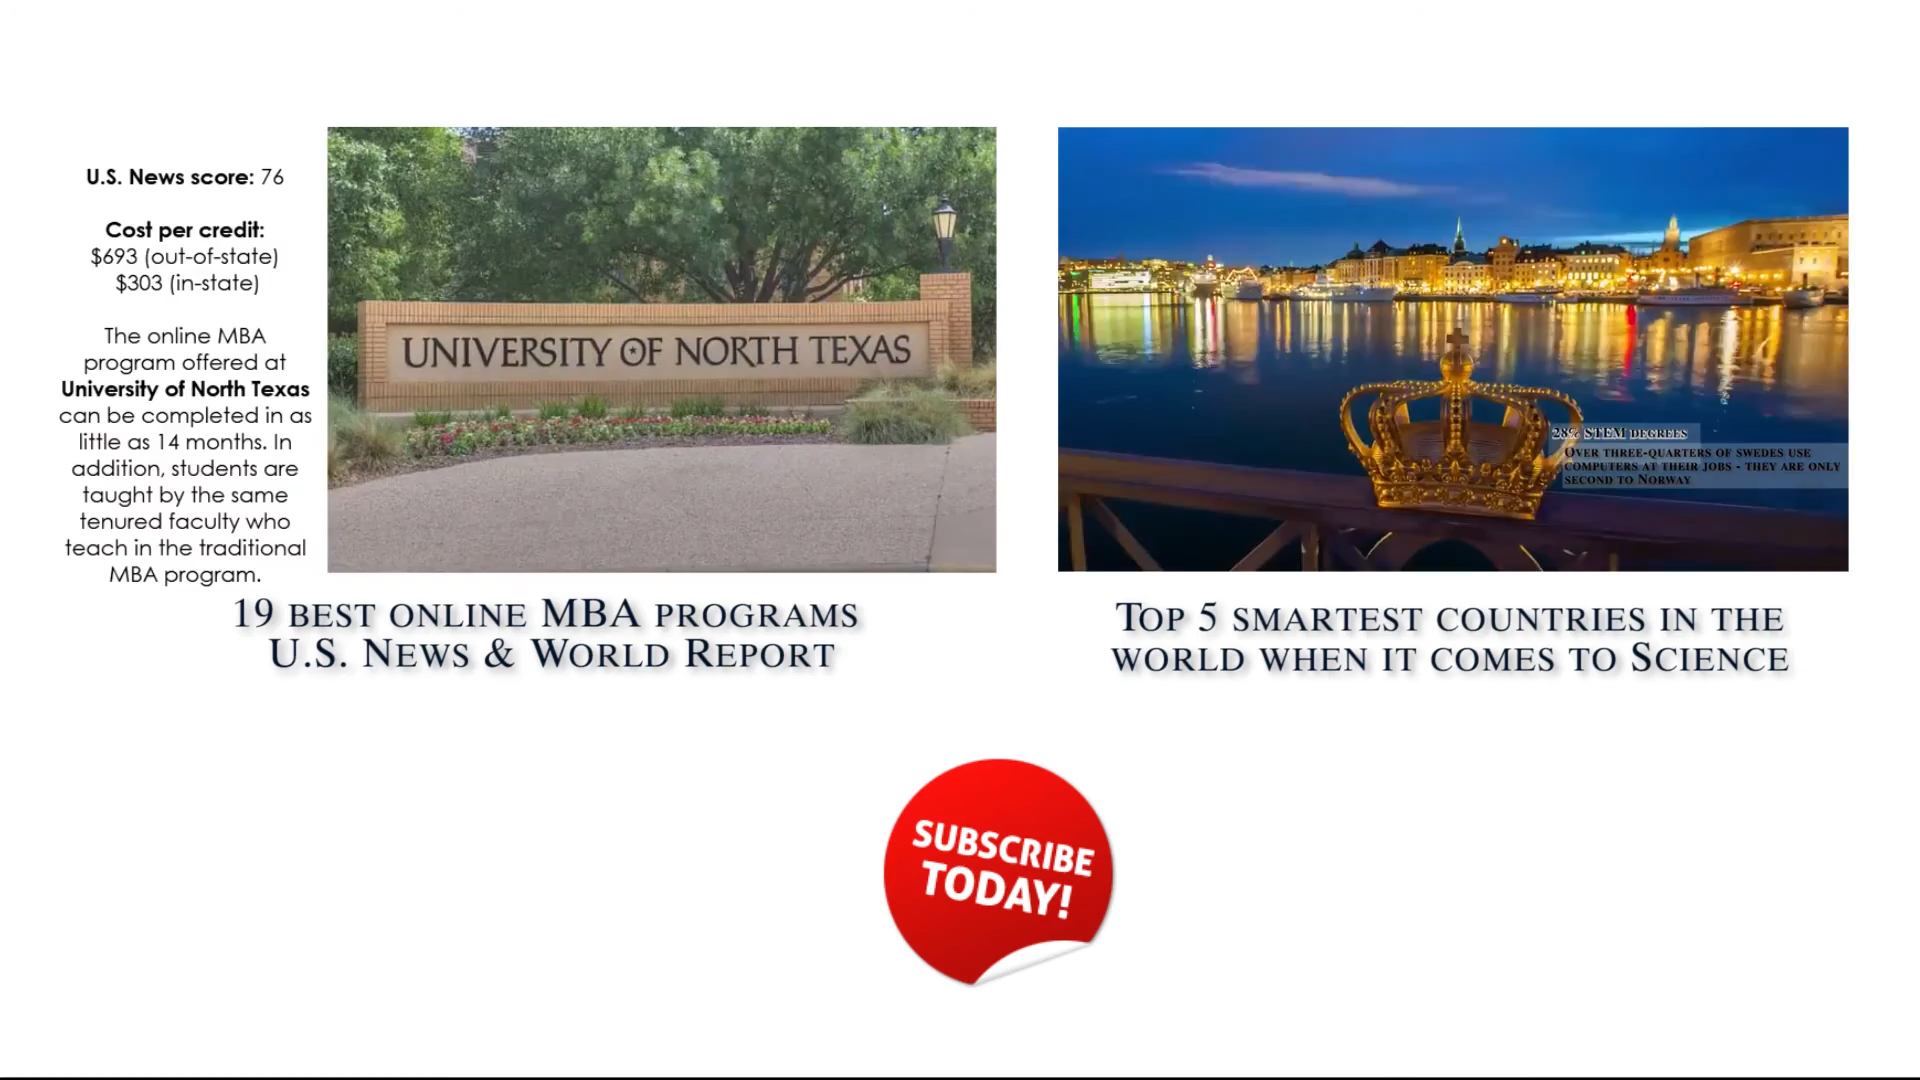 U.S. News score: 76
Cost per credit:
$693 (out-of-state)
$303 (in-state)
The online MBA
program offered at
University of North Texas
can be completed in as
little as 14 months. In
addition, students are
taught by the same
tenured faculty who
teach in the traditional
MBA program.
UNIVERSITY OF NORTH TEXAS
19 BEST ONLINE MBA PROGRAMS
U.S. NEWS & WORLD REPORT
28% STEM DEGREES
OVER THREE-QUARTERS OF SWEDES USE
COMPUTERS AT THEIR JOBS - THEY ARE ONLY
SECOND TO NORWAY
TOP 5 SMARTEST COUNTRIES IN THE
WORLD WHEN IT COMES TO SCIENCE
SUBSCRIBE
TODAY!